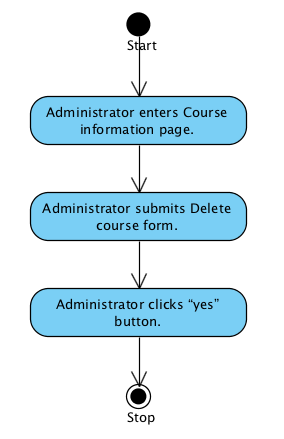 Start
Administrator enters Course
information page.
Administrator submits Delete
course form.
Administrator clicks “yes”
button.
Stop